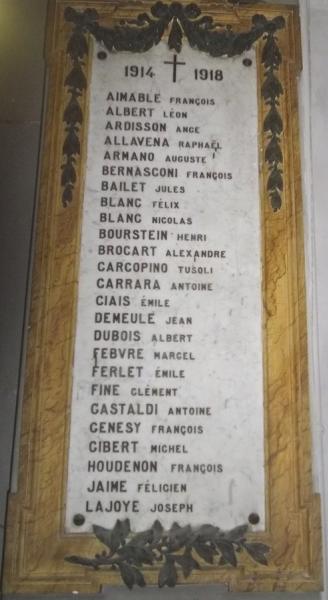 1914 1918
AIMABLE FRANÇOIS
ALBERT LÉON
ARDISSON ANGE
ALLAVENA RAPHAËL
ARMANO AUGUSTE
BERNASCONI FRANÇOIS
BAILET JULES
BLANC FÉLIX
BLANC NICOLAS
BOURSTEIN HENRI
BROCART ALEXANDRE
CARCOPINO TUSOLI
CARRARA ANTOINE
CIAIS ÉMILE
DEMEULE JEAN
DUBOIS ALBERT
FEBVRE MARCEL
FERLET ÉMILE
FINE CLÉMENT
GASTALDI ANTOINE
GENESY FRANÇOIS
GIBERT MICHEL
HOUDENON FRANÇOIS
JAIME FÉLICIEN
LAJOYE JOSEPH